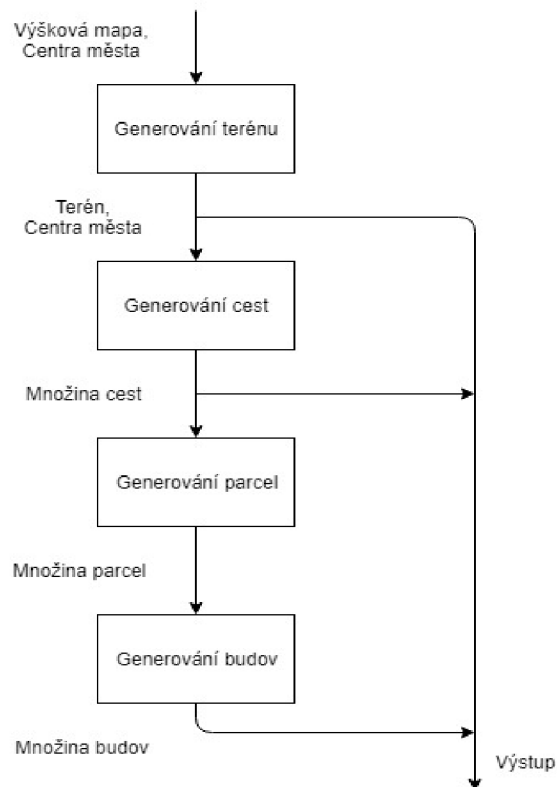 Výšková mapa,
Centra města
Generování terénu
Terén,
Centra města
Generování cest
Množina cest
Generování parcel
Množina parcel
Generování budov
Množina budov
Výstup